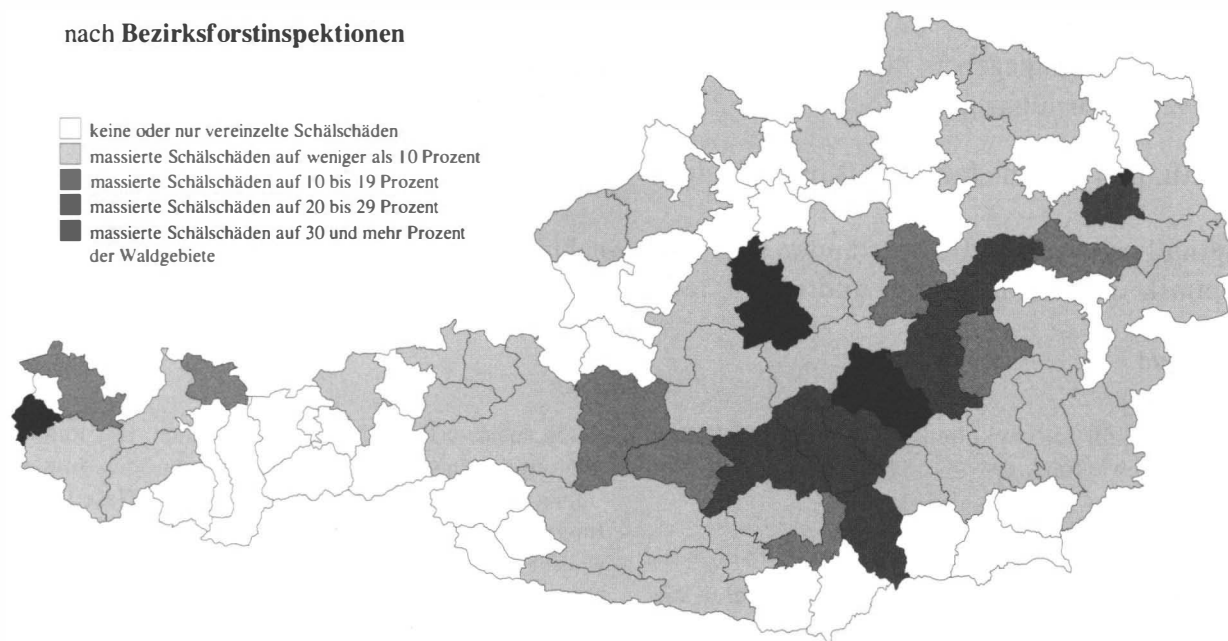 nach Bezirksforstinspektionen
keine oder nur vereinzelte Schälschäden
massierte Schälschäden auf weniger als 10 Prozent
massierte Schälschäden auf 10 bis 19 Prozent
massierte Schälschäden auf 20 bis 29 Prozent
massierte Schälschäden auf 30 und mehr Prozent
der Waldgebiete